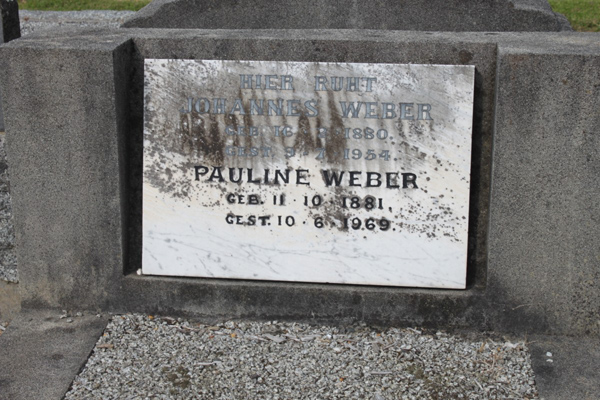 HIER RUHT
JOHANNES WEBER
GEB. 16 1880.
GEST. 9 1954.
PAULINE WEBER
GEB. 11·10·1881.
GEST. 10·6·1969.